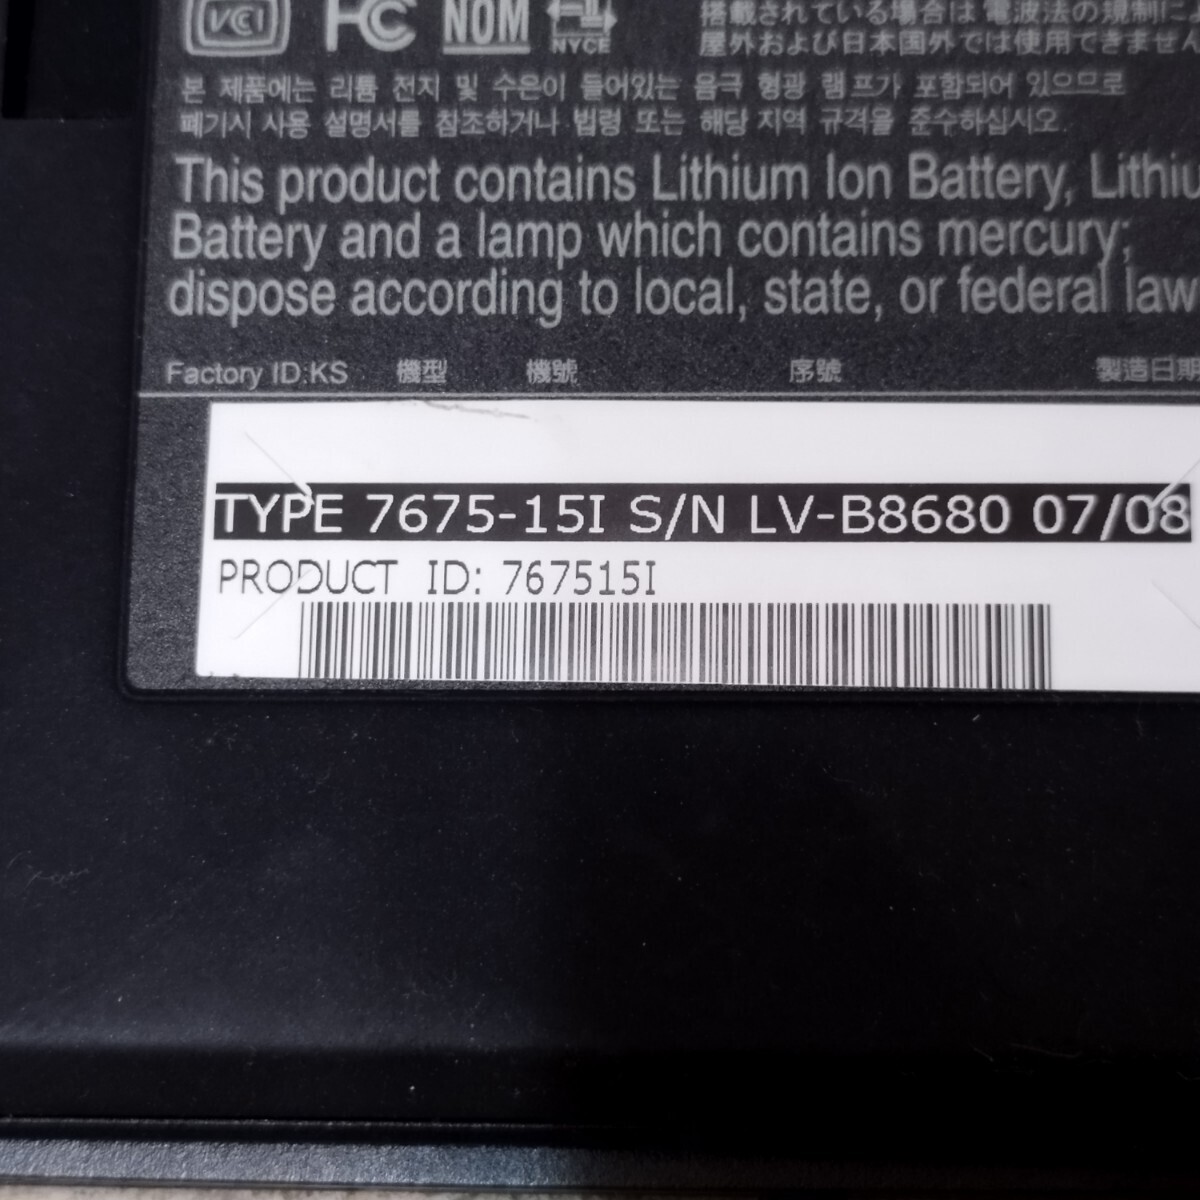 VCI FC NOM NYCE
搭載されている場合は電波法の規制に
屋外および日本国外では使用できません
본 제품에는 리튬 전지 및 수은이 들어있는 음극 형광 램프가 포함되어 있으므로
폐기시 사용 설명서를 참조하거나 법령 또는 해당 지역 규격을 준수하십시오.
This product contains Lithium Ion Battery, Lithiu
Battery and a lamp which contains mercury;
dispose according to local, state, or federal law
Factory ID:KS 機型 機號 序號 製造日期
TYPE 7675-15I S/N LV-B8680 07/08
PRODUCT ID: 767515I